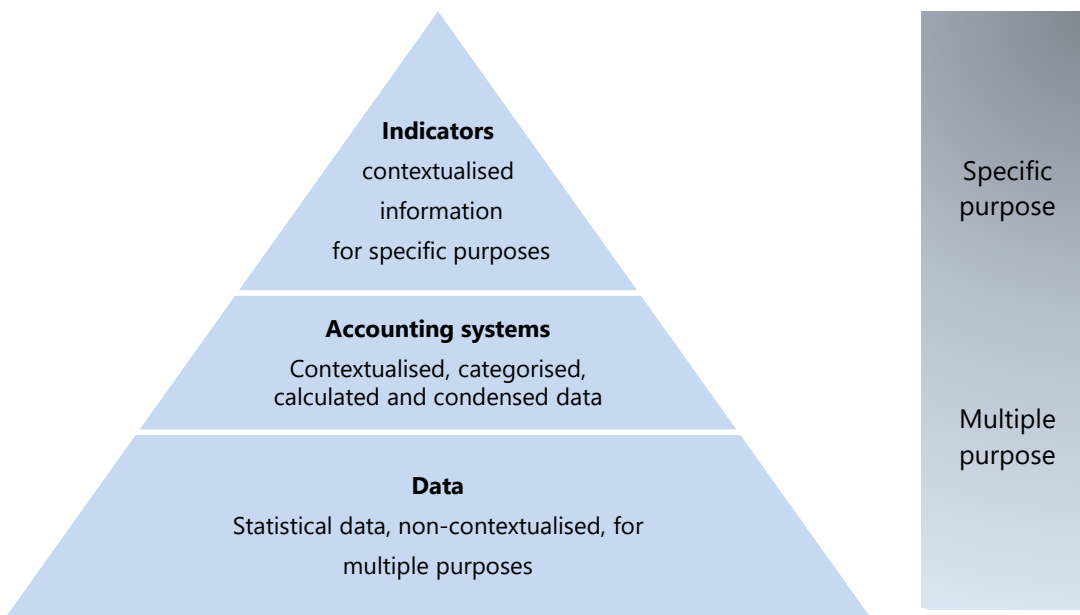 Indicators
contextualised
information
for specific purposes
Accounting systems
Contextualised, categorised,
calculated and condensed data
Data
Statistical data, non-contextualised, for
multiple purposes
Specific
purpose
Multiple
purpose